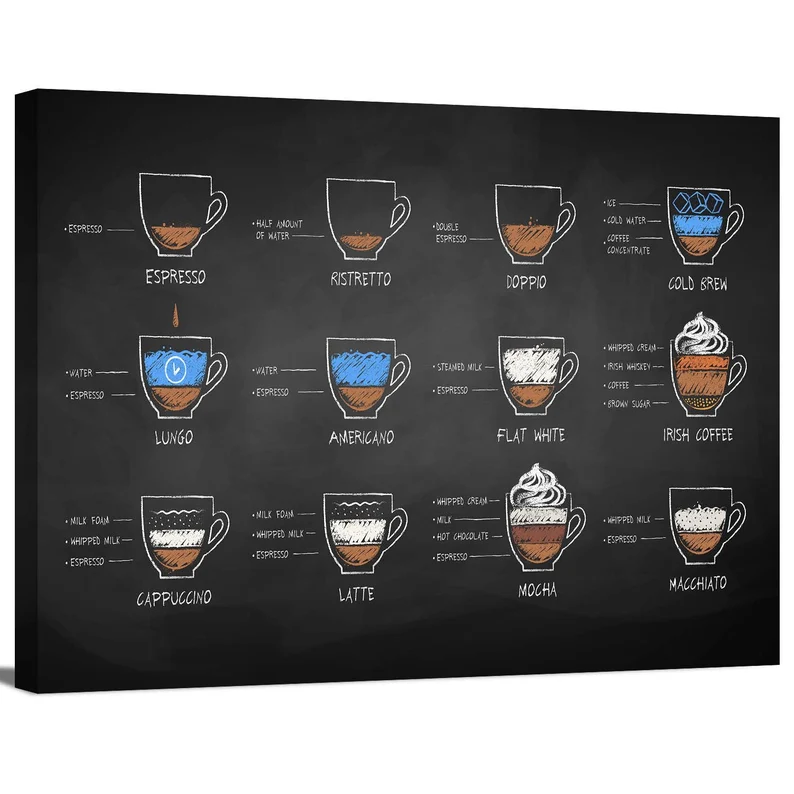 • ESPRESSO
ESPRESSO
• HALF AMOUNT
OF WATER
RISTRETTO
• DOUBLE
ESPRESSO
DOPPIO
• ICE
• COLD WATER
• COFFEE
CONCENTRATE
COLD BREW
• WATER
• ESPRESSO
LUNGO
• WATER
• ESPRESSO
AMERICANO
• STEAMED MILK
• ESPRESSO
FLAT WHITE
• WHIPPED CREAM
• IRISH WHISKEY
• COFFEE
• BROWN SUGAR
IRISH COFFEE
• MILK FOAM
• WHIPPED MILK
• ESPRESSO
CAPPUCCINO
• MILK FOAM
• WHIPPED MILK
• ESPRESSO
LATTE
• WHIPPED CREAM
• MILK
• HOT CHOCOLATE
• ESPRESSO
MOCHA
• WHIPPED MILK
• ESPRESSO
MACCHIATO